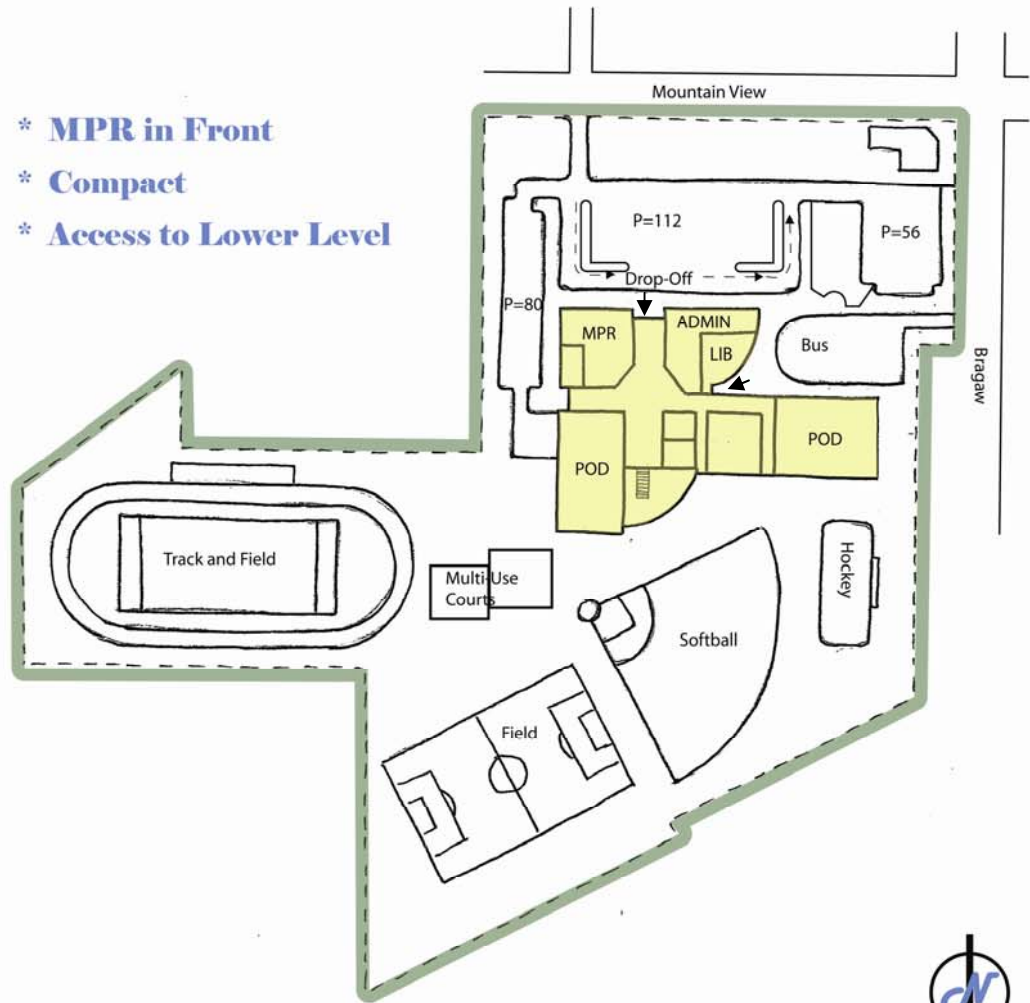 * MPR in Front
* Compact
* Access to Lower Level
Mountain View
P=112
P=56
Drop-Off
P=80
MPR
ADMIN
LIB
Bus
Bragaw
POD
POD
Track and Field
Multi-Use
Courts
Hockey
Softball
Field
N